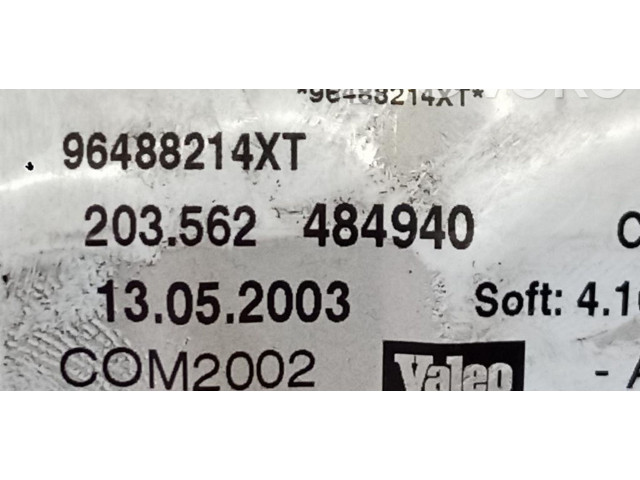 *96488214XT*
96488214XT
203.562 484940 C
13.05.2003 Soft: 4.1
COM2002 Valeo - A